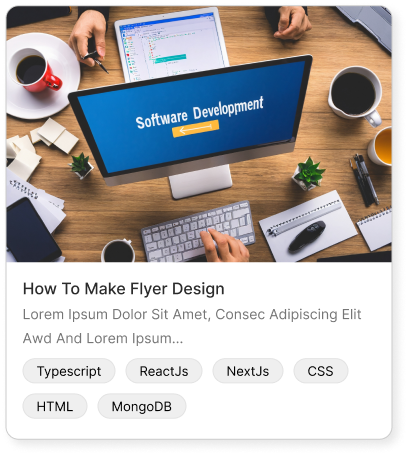 Software Development
How To Make Flyer Design
Lorem Ipsum Dolor Sit Amet, Consec Adipiscing Elit
Awd And Lorem Ipsum...
Typescript
ReactJs
NextJs
CSS
HTML
MongoDB